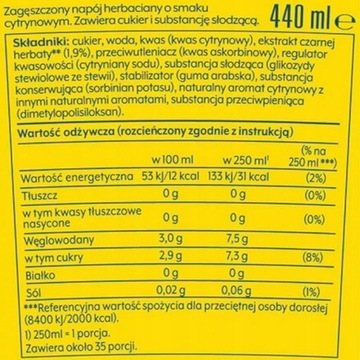 Zagęszczony napój herbaciany o smaku
cytrynowym. Zawiera cukier i substancję słodzącą.
440 ml e
Składniki: cukier, woda, kwas (kwas cytrynowy), ekstrakt czarnej
herbaty** (1,9%), przeciwutleniacz (kwas askorbinowy), regulator
kwasowości (cytryniany sodu), substancja słodząca (glikozydy
stewiolowe ze stewii), stabilizator (guma arabska), substancja
konserwująca (sorbinian potasu), naturalny aromat cytrynowy z
innymi naturalnymi aromatami, substancja przeciwpieniąca
(dimetylopolisiloksan).
Wartość odżywcza (rozcieńczony zgodnie z instrukcją)
w 100 ml w 250 ml¹ (% na 250 ml***)
Wartość energetyczna 53 kJ/12 kcal 133 kJ/31 kcal (2%)
Tłuszcz 0 g 0 g (0%)
w tym kwasy tłuszczowe
nasycone 0 g 0 g (0%)
Węglowodany 3,0 g 7,5 g
w tym cukry 2,9 g 7,3 g (8%)
Białko 0 g 0 g
Sól 0,02 g 0,06 g (1%)
***Referencyjna wartość spożycia dla przeciętnej osoby dorosłej
(8400 kJ/2000 kcal).
1) 250ml = 1 porcja.
Zawiera około 35 porcji.